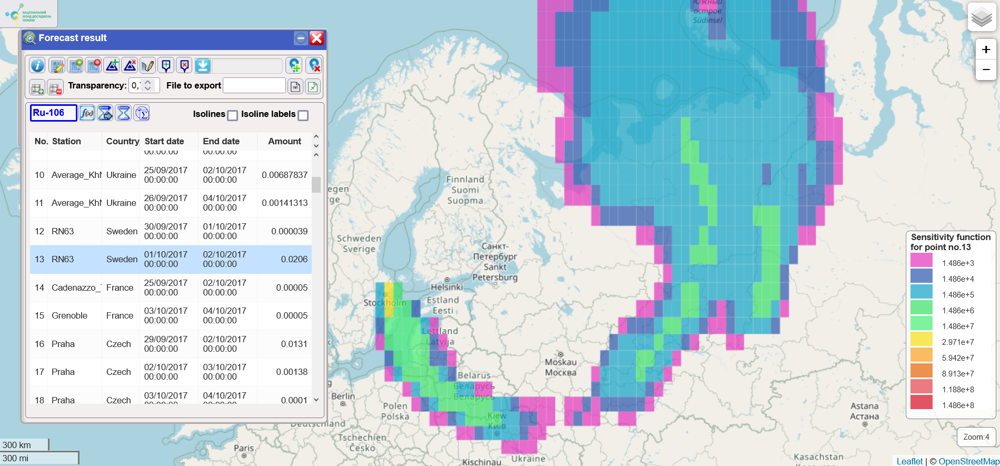 НАЦІОНАЛЬНИЙ
ФОНД ДОСЛІДЖЕНЬ
УКРАЇНИ
Forecast result
Transparency: 0,
File to export
TXT
Ru-106
f(x)
Isolines
Isoline labels
No. Station Country Start date End date Amount
00:00:00 00:00:00
10 Average_Kh Ukraine 25/09/2017 00:00:00 02/10/2017 00:00:00 0.00687837
11 Average_Kh Ukraine 26/09/2017 00:00:00 04/10/2017 00:00:00 0.00141313
12 RN63 Sweden 30/09/2017 00:00:00 01/10/2017 00:00:00 0.000039
13 RN63 Sweden 01/10/2017 00:00:00 02/10/2017 00:00:00 0.0206
14 Cadenazzo_ France 25/09/2017 00:00:00 02/10/2017 00:00:00 0.00005
15 Grenoble France 03/10/2017 00:00:00 04/10/2017 00:00:00 0.00005
16 Praha Czech 29/09/2017 00:00:00 02/10/2017 00:00:00 0.0131
17 Praha Czech 02/10/2017 00:00:00 03/10/2017 00:00:00 0.00138
18 Praha Czech 03/10/2017 00:00:00 04/10/2017 00:00:00 0.0001
Южный
остров
Südinsel
Finnland
Suomi
Suopma
egen
ge
Schweden
Sverige
Санкт-
Петербург
Sankt
Petersburg
Helsinki
Stockholm
Estland
Eesti
Lettland
Latvija
Moskau
Москва
Belarus
Беларусь
Беларусь
Berlin
Polen
Polska
Deutschland
Kiew
Київ
Tschechien
Česko
Paris
Kischinau
Ukraine
Astana
Астана
Kasachstan
+
−
Sensitivity function
for point no.13
1.486e+3
1.486e+4
1.486e+5
1.486e+6
1.486e+7
2.971e+7
5.942e+7
8.913e+7
1.188e+8
1.486e+8
Zoom:4
300 km
300 mi
Leaflet | © OpenStreetMap